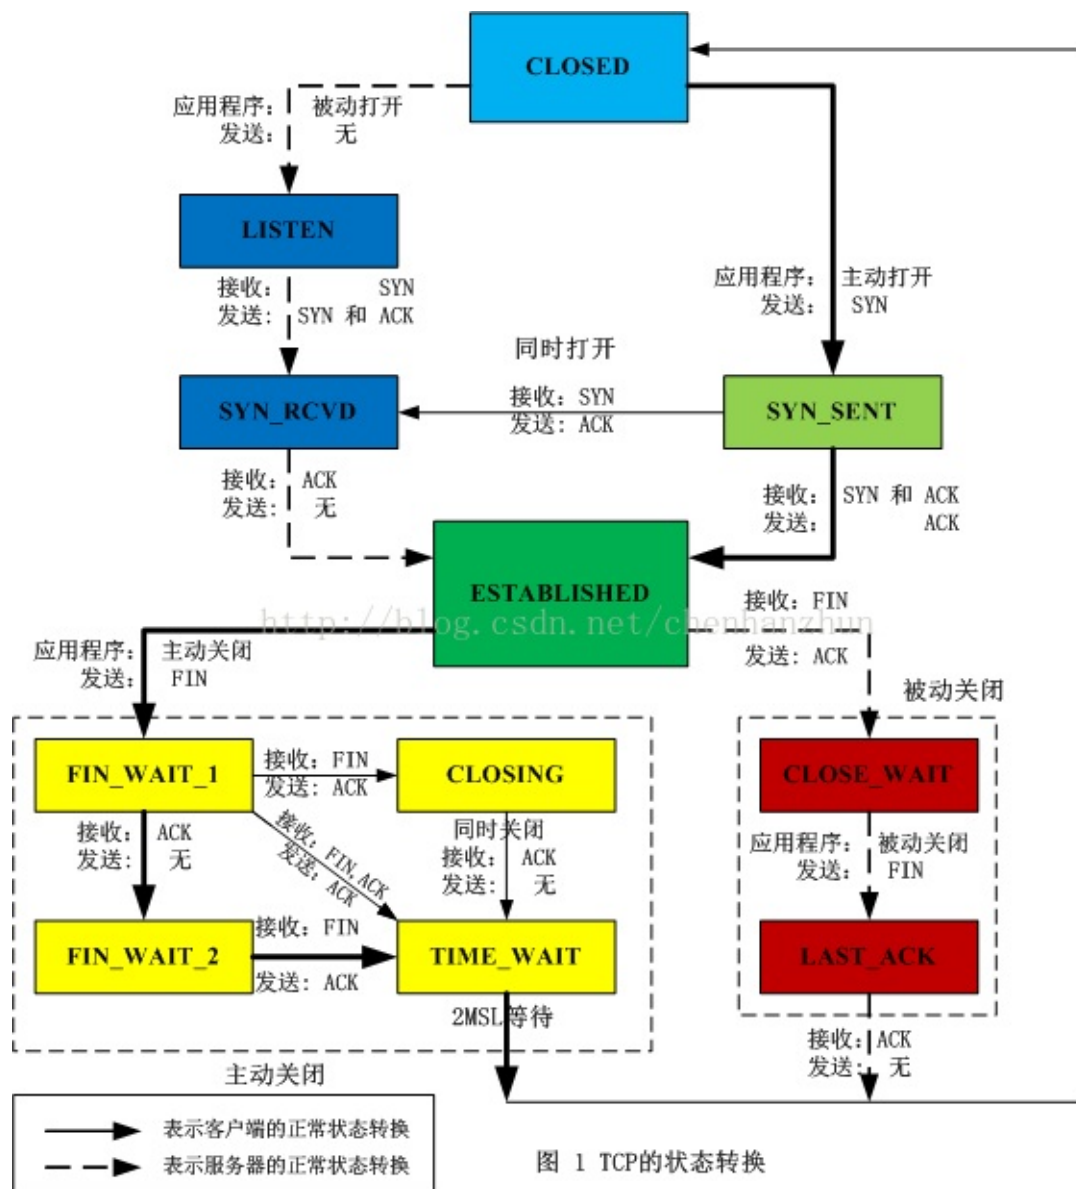 CLOSED
应用程序： 被动打开
发送： 无
LISTEN
接收： SYN
发送： SYN 和 ACK
应用程序： 主动打开
发送： SYN
同时打开
接收：SYN
发送：ACK
SYN_RCVD
SYN_SENT
接收： ACK
发送： 无
接收： SYN 和 ACK
发送： ACK
ESTABLISHED
http://blog.csdn.net/chenhanzhun
接收：FIN
发送：ACK
应用程序： 主动关闭
发送： FIN
被动关闭
FIN_WAIT_1
接收：FIN
发送：ACK
CLOSING
CLOSE_WAIT
接收： ACK
发送： 无
接收：FIN,ACK
发送：ACK
同时关闭
接收： ACK
发送： 无
应用程序： 被动关闭
发送： FIN
FIN_WAIT_2
接收：FIN
发送：ACK
TIME_WAIT
LAST_ACK
2MSL等待
接收： ACK
发送： 无
主动关闭
表示客户端的正常状态转换
表示服务器的正常状态转换
图 1 TCP的状态转换